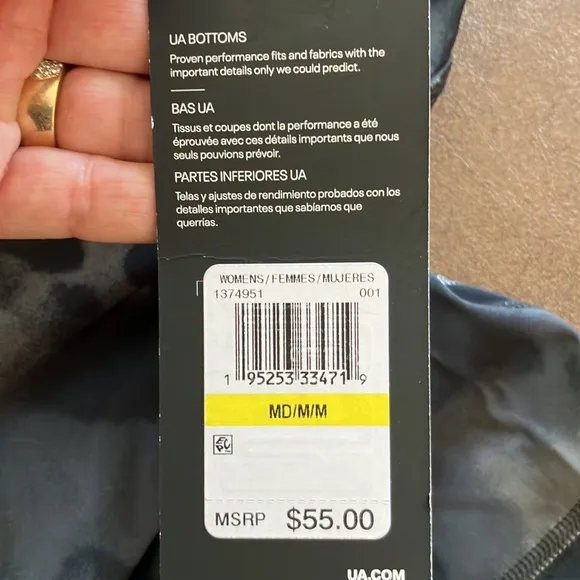 UA BOTTOMS
Proven performance fits and fabrics with the
important details only we could predict.
BAS UA
Tissus et coupes dont la performance a été
éprouvée avec ces détails importants que nous
seuls pouvions prévoir.
PARTES INFERIORES UA
Telas y ajustes de rendimiento probados con los
detalles importantes que sabíamos que
querrías.
WOMENS/FEMMES/MUJERES
1374951 001
1 95253 33471 9
MD/M/M
MSRP $55.00
UA.COM